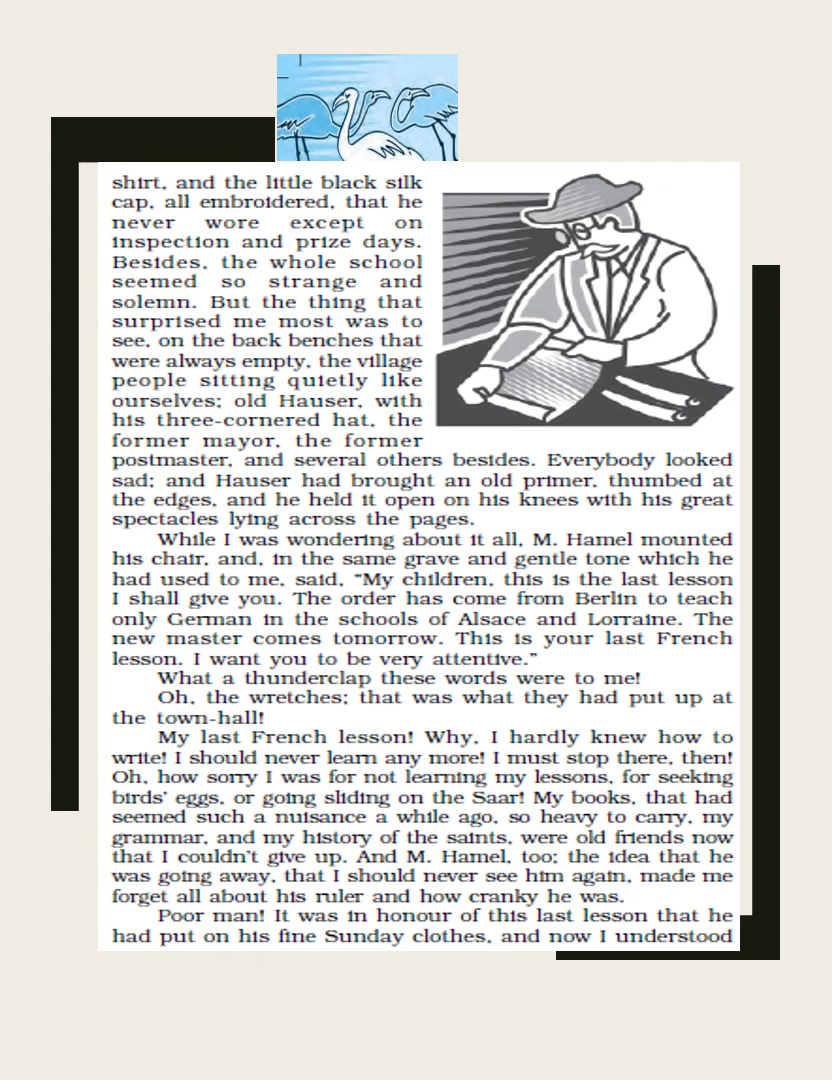 shirt, and the little black silk
cap, all embroidered, that he
never wore except on
inspection and prize days.
Besides, the whole school
seemed so strange and
solemn. But the thing that
surprised me most was to
see, on the back benches that
were always empty, the village
people sitting quietly like
ourselves; old Hauser, with
his three-cornered hat, the
former mayor, the former
postmaster, and several others besides. Everybody looked
sad; and Hauser had brought an old primer, thumbed at
the edges, and he held it open on his knees with his great
spectacles lying across the pages.
While I was wondering about it all, M. Hamel mounted
his chair, and, in the same grave and gentle tone which he
had used to me, said, “My children, this is the last lesson
I shall give you. The order has come from Berlin to teach
only German in the schools of Alsace and Lorraine. The
new master comes tomorrow. This is your last French
lesson. I want you to be very attentive.”
What a thunderclap these words were to me!
Oh, the wretches; that was what they had put up at
the town-hall!
My last French lesson! Why, I hardly knew how to
write! I should never learn any more! I must stop there, then!
Oh, how sorry I was for not learning my lessons, for seeking
birds’ eggs, or going sliding on the Saar! My books, that had
seemed such a nuisance a while ago, so heavy to carry, my
grammar, and my history of the saints, were old friends now
that I couldn’t give up. And M. Hamel, too; the idea that he
was going away, that I should never see him again, made me
forget all about his ruler and how cranky he was.
Poor man! It was in honour of this last lesson that he
had put on his fine Sunday clothes, and now I understood